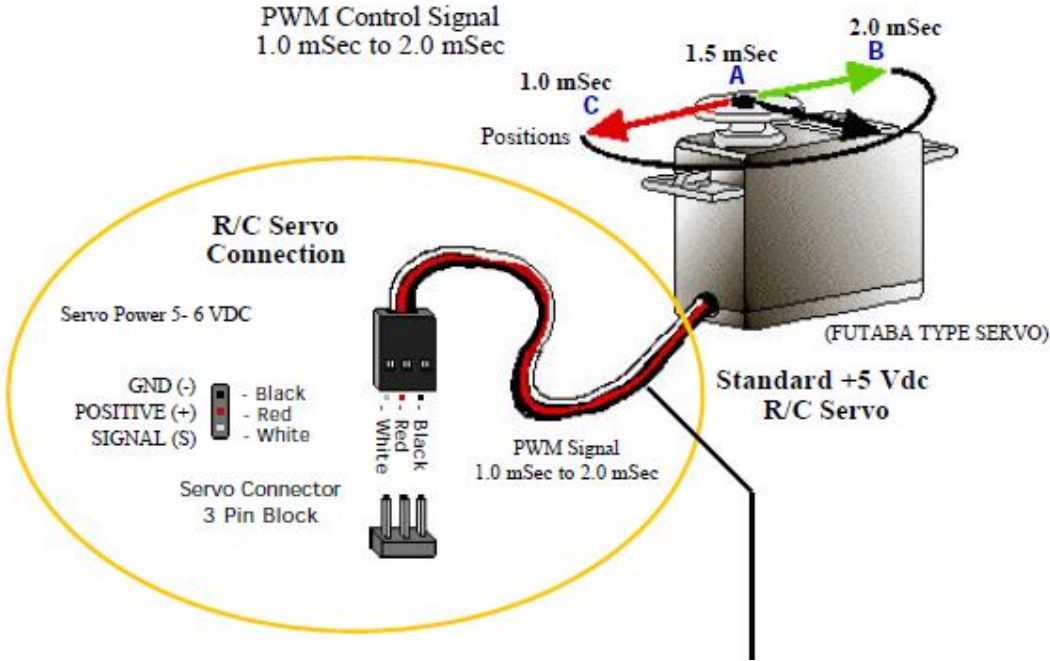 PWM Control Signal
1.0 mSec to 2.0 mSec
2.0 mSec
B
1.5 mSec
A
1.0 mSec
C
Positions
R/C Servo
Connection
Servo Power 5- 6 VDC
GND (-)
POSITIVE (+)
SIGNAL (S)
- Black
- Red
- White
- White
- Red
- Black
Servo Connector
3 Pin Block
PWM Signal
1.0 mSec to 2.0 mSec
(FUTABA TYPE SERVO)
Standard +5 Vdc
R/C Servo